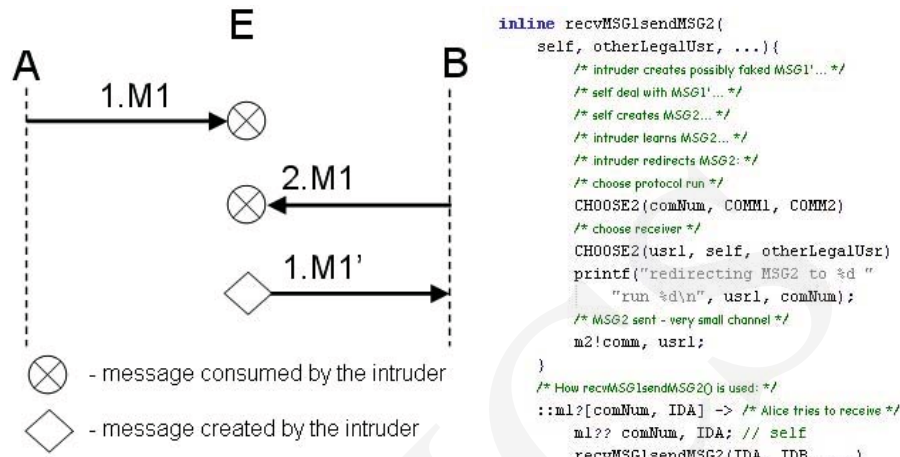 E
A
B
1.M1
2.M1
1.M1’
- message consumed by the intruder
- message created by the intruder
inline recvMSG1sendMSG2(
self, otherLegalUsr, ...){
/* intruder creates possibly faked MSG1'... */
/* self deal with MSG1'... */
/* self creates MSG2... */
/* intruder learns MSG2... */
/* intruder redirects MSG2: */
/* choose protocol run */
CHOOSE2(comNum, COMM1, COMM2)
/* choose receiver */
CHOOSE2(usr1, self, otherLegalUsr)
printf("redirecting MSG2 to %d "
"run %d\n", usr1, comNum);
/* MSG2 sent - very small channel */
m2!comm, usr1;
}
/* How recvMSG1sendMSG2() is used: */
::m1?[comNum, IDA] -> /* Alice tries to receive */
m1?? comNum, IDA; // self
recvMSG1sendMSG2(IDA, IDB, ...)